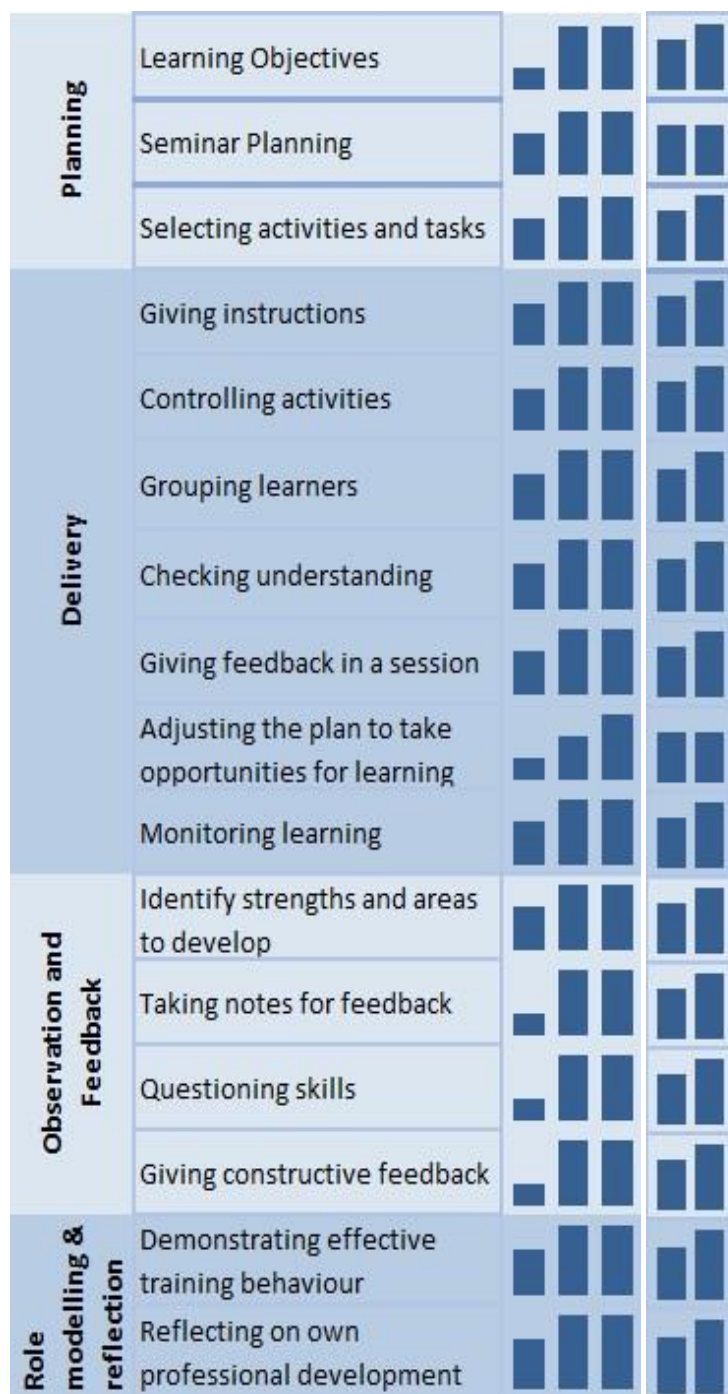 Planning
Learning Objectives
Seminar Planning
Selecting activities and tasks
Delivery
Giving instructions
Controlling activities
Grouping learners
Checking understanding
Giving feedback in a session
Adjusting the plan to take
opportunities for learning
Monitoring learning
Observation and
Feedback
Identify strengths and areas
to develop
Taking notes for feedback
Questioning skills
Giving constructive feedback
Role
modelling &
reflection
Demonstrating effective
training behaviour
Reflecting on own
professional development